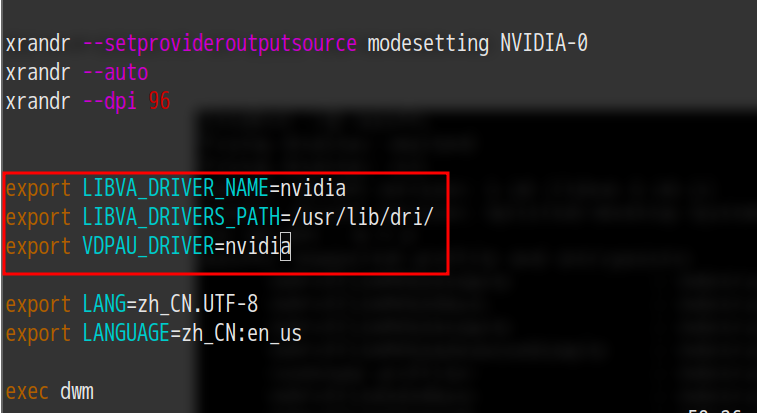 xrandr --setprovideroutputsource modesetting NVIDIA-0
xrandr --auto
xrandr --dpi 96
export LIBVA_DRIVER_NAME=nvidia
export LIBVA_DRIVERS_PATH=/usr/lib/dri/
export VDPAU_DRIVER=nvidia
export LANG=zh_CN.UTF-8
export LANGUAGE=zh_CN:en_us
exec dwm